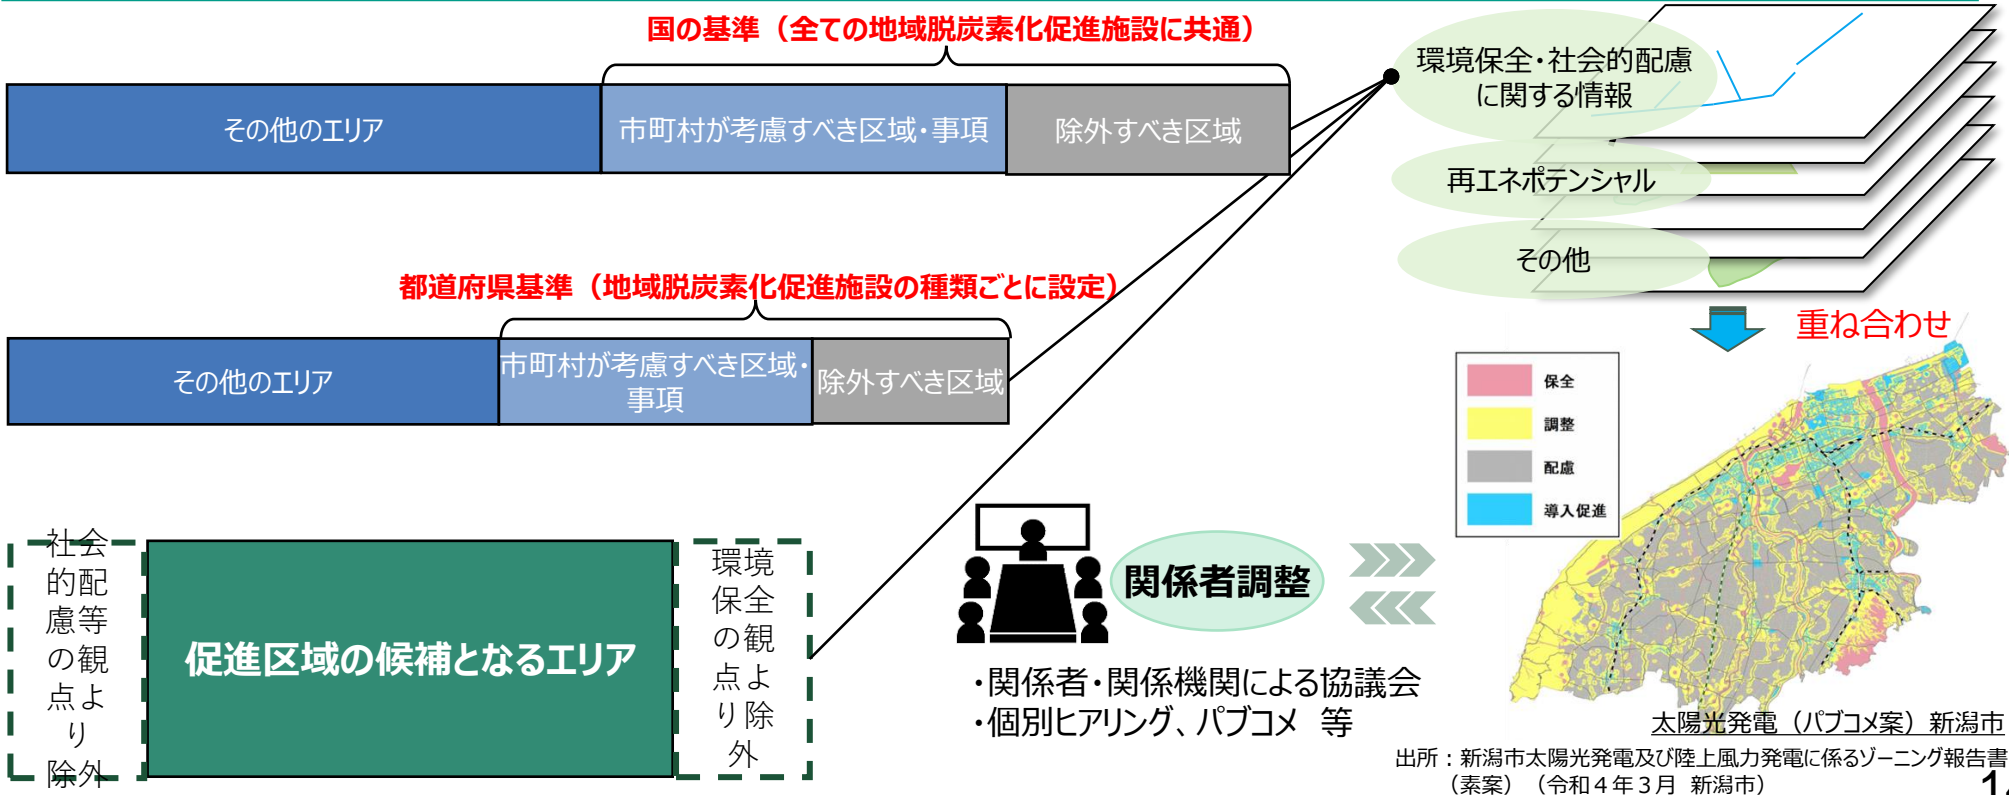 国の基準（全ての地域脱炭素化促進施設に共通）
その他のエリア
市町村が考慮すべき区域・事項
除外すべき区域
都道府県基準（地域脱炭素化促進施設の種類ごとに設定）
その他のエリア
市町村が考慮すべき区域・
事項
除外すべき区域
社会
的配
慮等
の観
点よ
り
除外
促進区域の候補となるエリア
環境
保全
の観
点よ
り除
外
関係者調整
・関係者・関係機関による協議会
・個別ヒアリング、パブコメ 等
環境保全・社会的配慮
に関する情報
再エネポテンシャル
その他
重ね合わせ
保全
調整
配慮
導入促進
太陽光発電（パブコメ案）新潟市
出所：新潟市太陽光発電及び陸上風力発電に係るゾーニング報告書
（素案）（令和４年３月 新潟市）